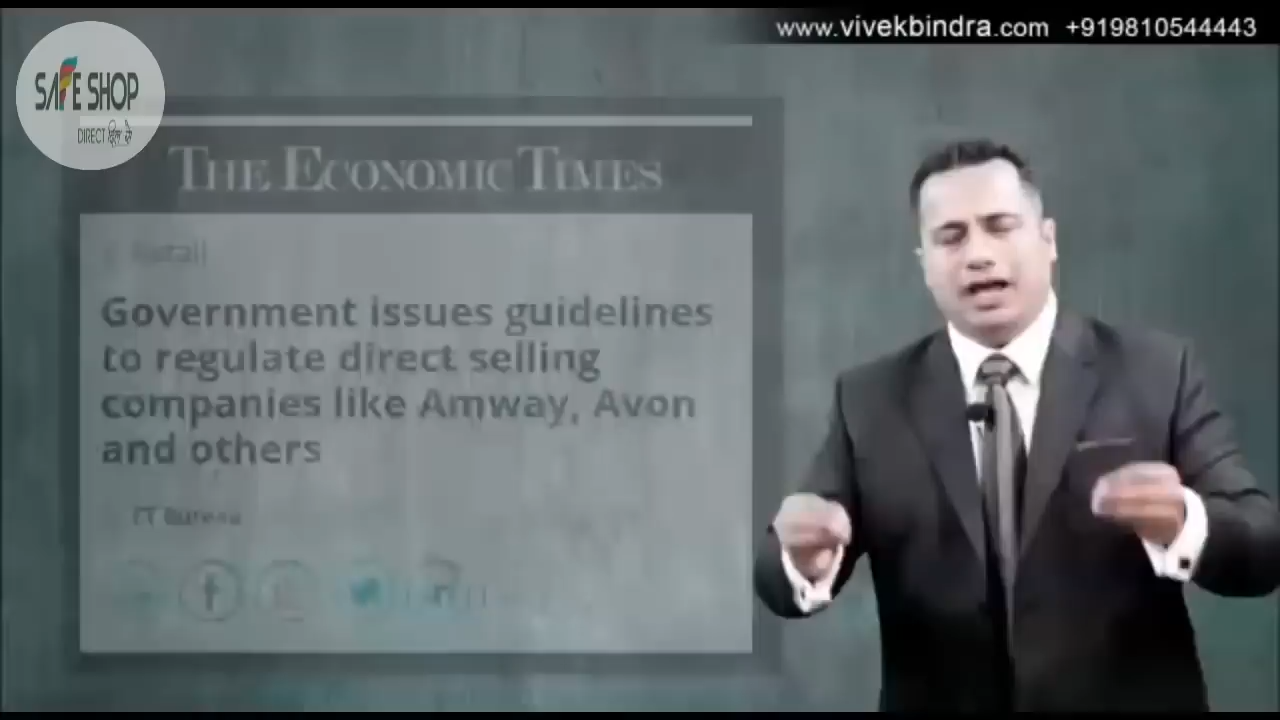 www.vivekbindra.com +919810544443
SAFE SHOP
DIRECT दिल से
THE ECONOMIC TIMES
Retail
Government issues guidelines
to regulate direct selling
companies like Amway, Avon
and others
ET Bureau